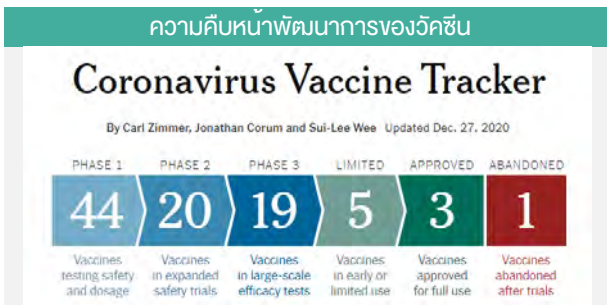 ความคืบหน้าพัฒนาการของวัคซีน
Coronavirus Vaccine Tracker
By Carl Zimmer, Jonathan Corum and Sui-Lee Wee Updated Dec. 27, 2020
PHASE 1 PHASE 2 PHASE 3 LIMITED APPROVED ABANDONED
44 20 19 5 3 1
Vaccines Vaccines Vaccines Vaccines Vaccines Vaccines
testing safety in expanded in large-scale in early or approved abandoned
and dosage safety trials efficacy tests limited use for full use after trials